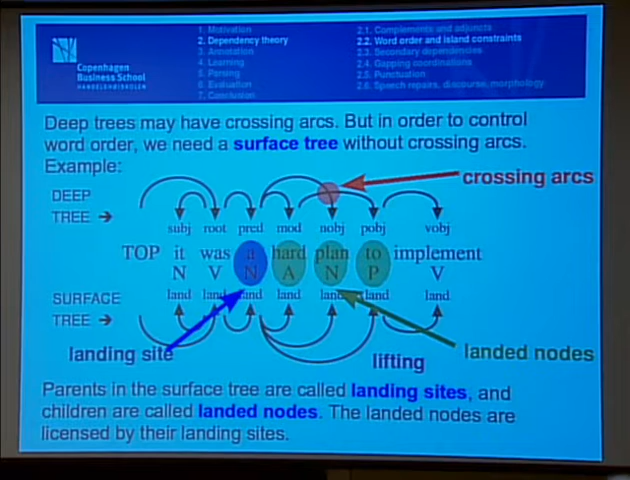 Copenhagen
Business School
HANDELSHØJSKOLEN
1. Motivation
2. Dependency theory
3. Annotation
4. Learning
5. Parsing
6. Evaluation
7. Conclusion
2.1. Complements and adjuncts
2.2. Word order and island constraints
2.3. Secondary dependencies
2.4. Gapping coordinations
2.5. Punctuation
2.6. Speech repairs, discourse, morphology
Deep trees may have crossing arcs. But in order to control
word order, we need a surface tree without crossing arcs.
Example:
crossing arcs
DEEP
TREE →
subj root pred mod nobj pobj vobj
TOP it was a hard plan to implement
N V N A N P V
SURFACE
TREE →
land land land land land land land
landing site
lifting
landed nodes
Parents in the surface tree are called landing sites, and
children are called landed nodes. The landed nodes are
licensed by their landing sites.